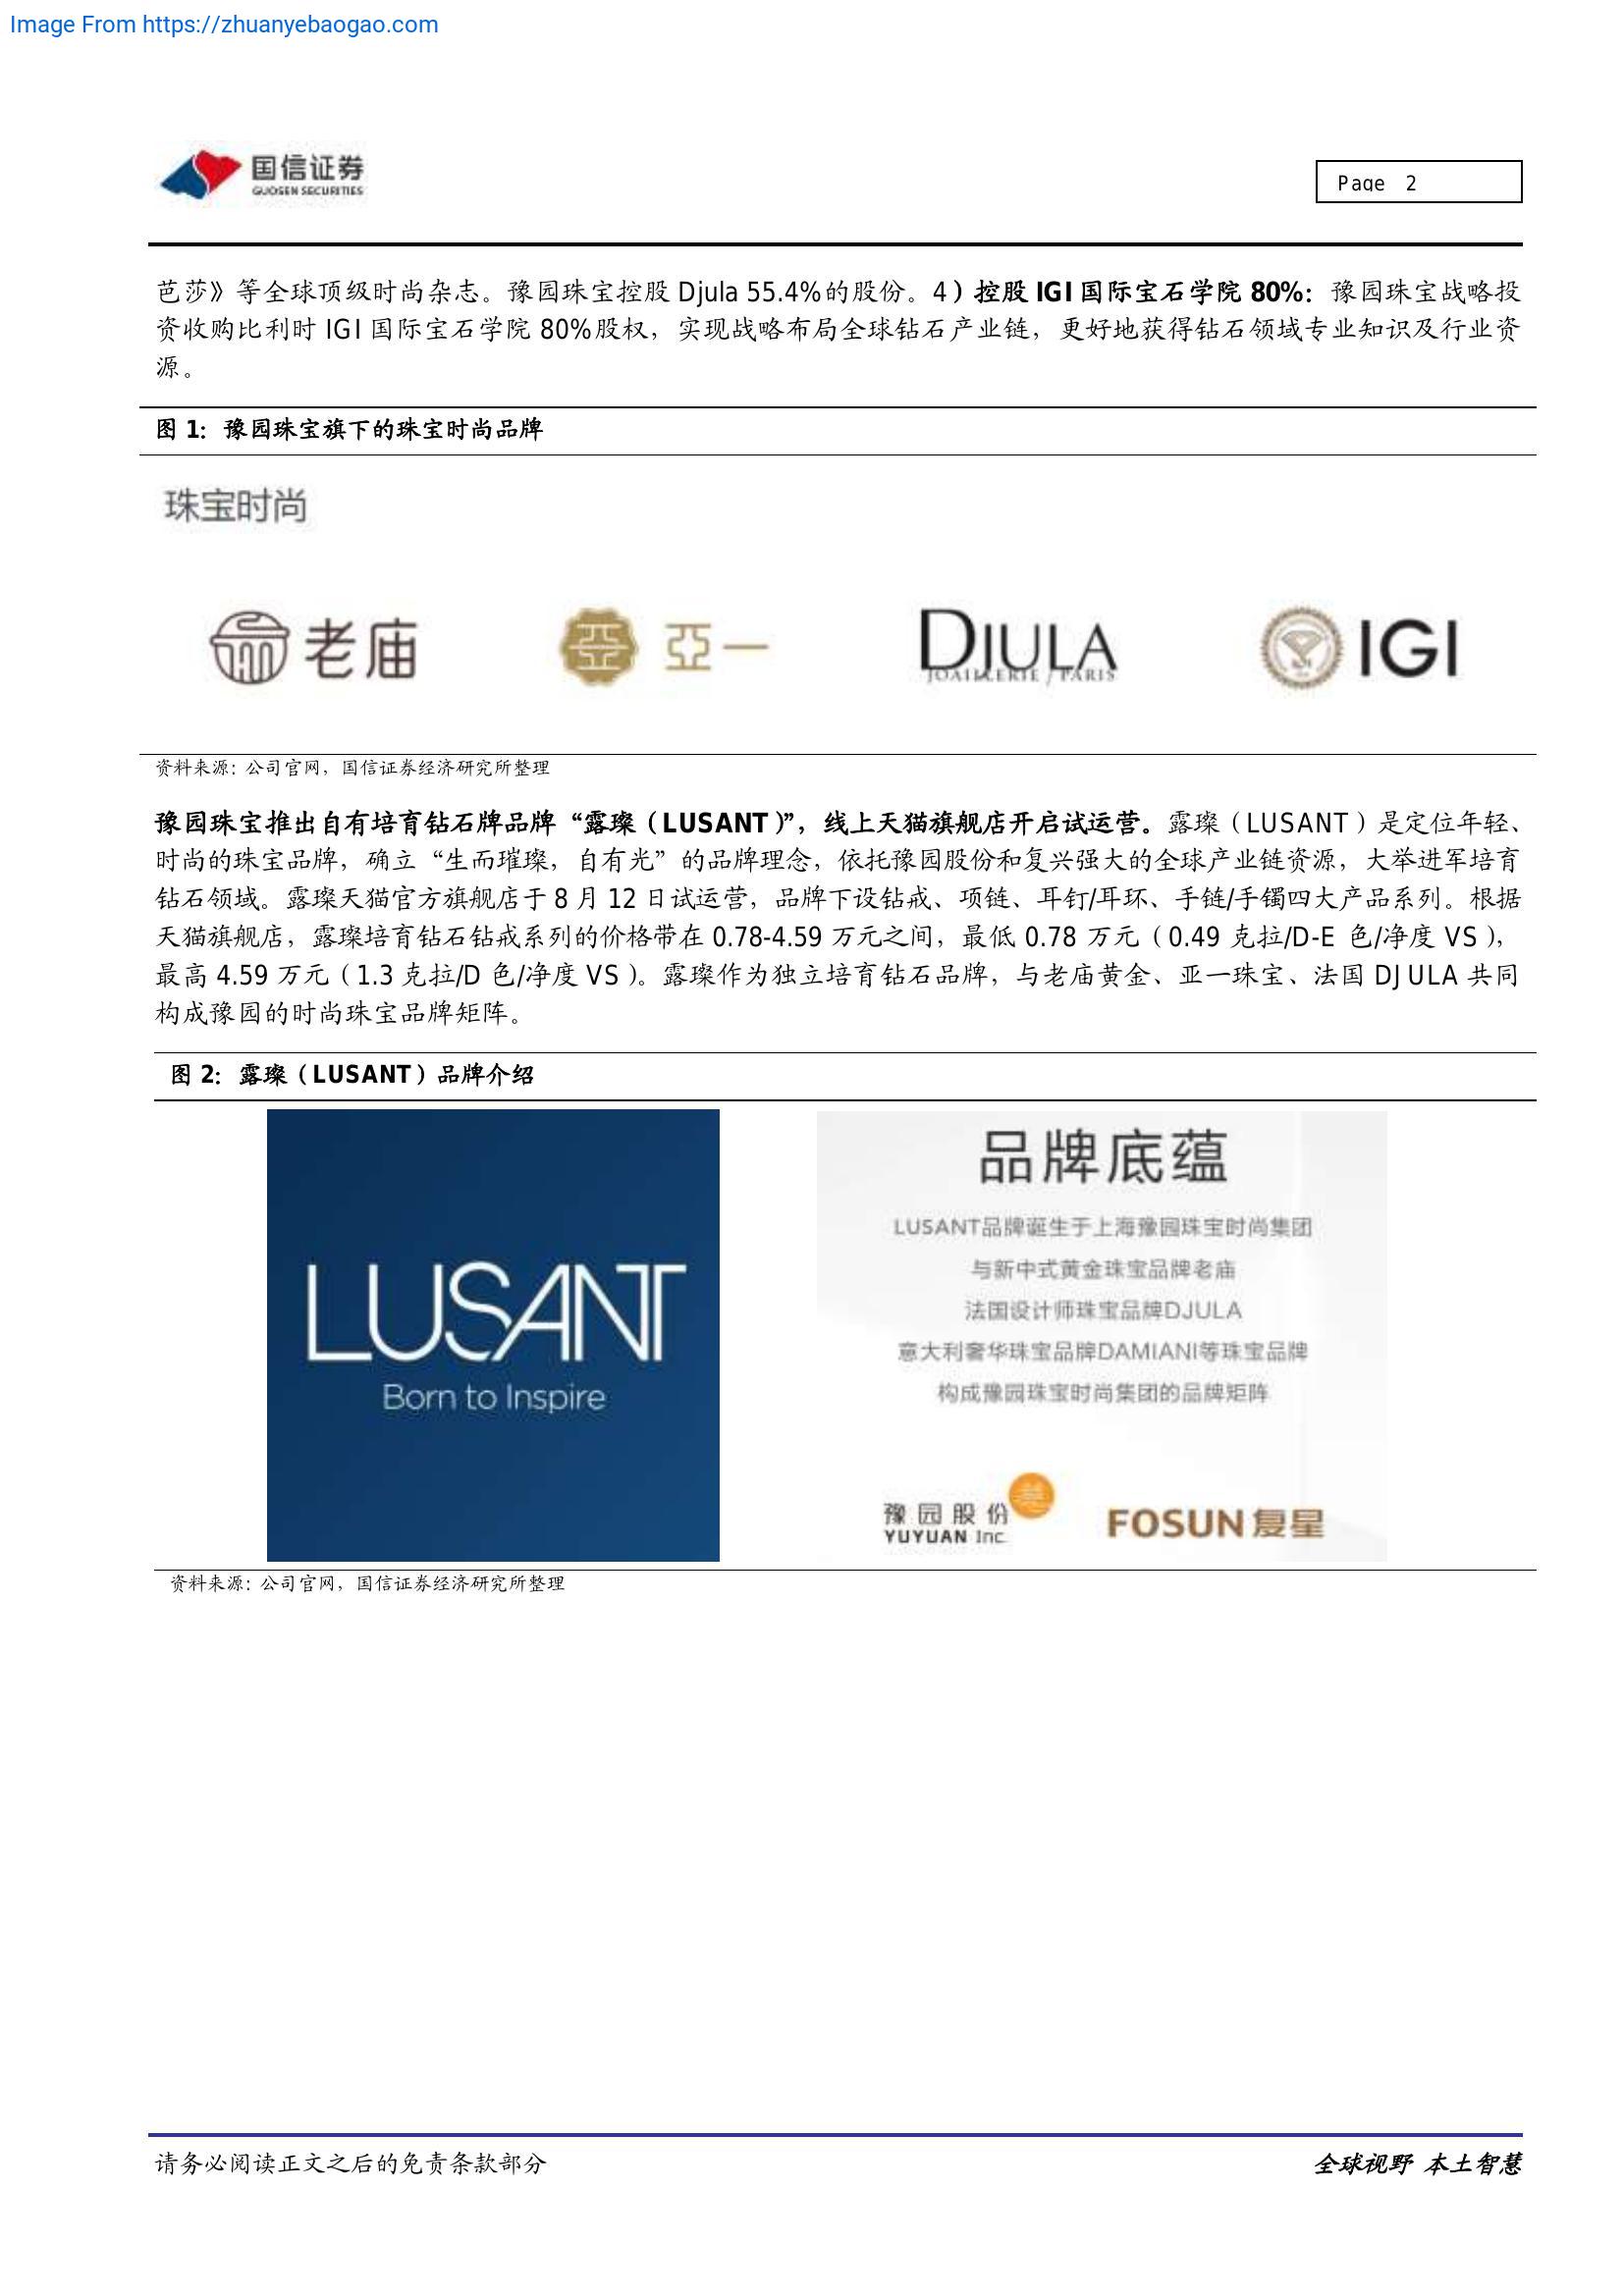 Image From https://zhuanyebaogao.com
国信证券
GUOSEN SECURITIES
Page 2
芭莎》等全球顶级时尚杂志。豫园珠宝控股 Djula 55.4%的股份。4）控股 IGI 国际宝石学院 80%：豫园珠宝战略投
资收购比利时 IGI 国际宝石学院 80%股权，实现战略布局全球钻石产业链，更好地获得钻石领域专业知识及行业资
源。
图 1：豫园珠宝旗下的珠宝时尚品牌
珠宝时尚
老庙
亞一
DJULA
JOAILLERIE / PARIS
IGI
资料来源：公司官网，国信证券经济研究所整理
豫园珠宝推出自有培育钻石牌品牌“露璨（LUSANT）”，线上天猫旗舰店开启试运营。露璨（LUSANT）是定位年轻、
时尚的珠宝品牌，确立“生而璀璨，自有光”的品牌理念，依托豫园股份和复兴强大的全球产业链资源，大举进军培育
钻石领域。露璨天猫官方旗舰店于 8 月 12 日试运营，品牌下设钻戒、项链、耳钉/耳环、手链/手镯四大产品系列。根据
天猫旗舰店，露璨培育钻石钻戒系列的价格带在 0.78-4.59 万元之间，最低 0.78 万元（0.49 克拉/D-E 色/净度 VS），
最高 4.59 万元（1.3 克拉/D 色/净度 VS）。露璨作为独立培育钻石品牌，与老庙黄金、亚一珠宝、法国 DJULA 共同
构成豫园的时尚珠宝品牌矩阵。
图 2：露璨（LUSANT）品牌介绍
LUSANT
Born to Inspire
品牌底蕴
LUSANT品牌诞生于上海豫园珠宝时尚集团
与新中式黄金珠宝品牌老庙
法国设计师珠宝品牌DJULA
意大利奢华珠宝品牌DAMIANI等珠宝品牌
构成豫园珠宝时尚集团的品牌矩阵
豫园股份
YUYUAN Inc.
FOSUN 复星
资料来源：公司官网，国信证券经济研究所整理
请务必阅读正文之后的免责条款部分
全球视野 本土智慧